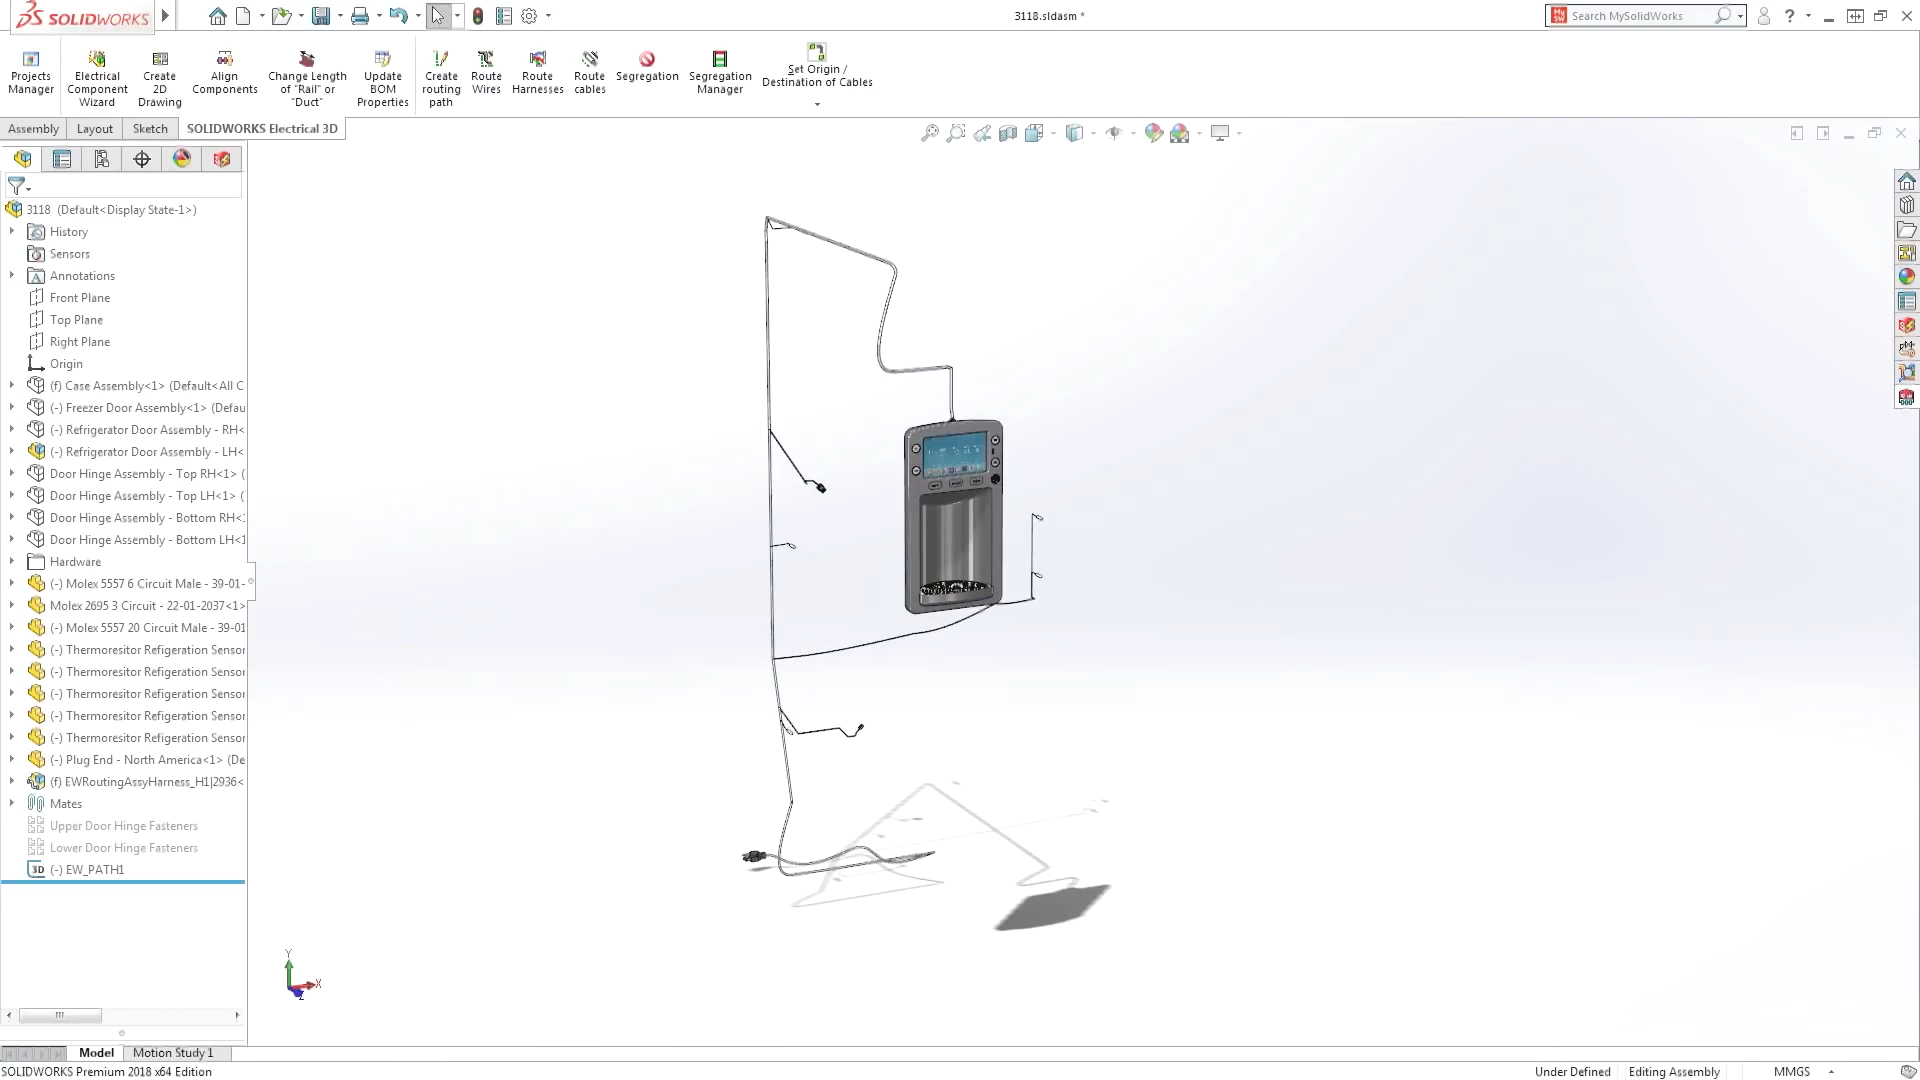 SOLIDWORKS
3118.sldasm *
Search MySolidWorks
?
Projects
Manager
Electrical
Component
Wizard
Create
2D
Drawing
Align
Components
Change Length
of "Rail" or
"Duct"
Update
BOM
Properties
Create
routing
path
Route
Wires
Route
Harnesses
Route
cables
Segregation
Segregation
Manager
Set Origin /
Destination of Cables
Assembly
Layout
Sketch
SOLIDWORKS Electrical 3D
3118 (Default<Display State-1>)
History
Sensors
Annotations
Front Plane
Top Plane
Right Plane
Origin
(f) Case Assembly<1> (Default<All C
(-) Freezer Door Assembly<1> (Defau
(-) Refrigerator Door Assembly - RH<
(-) Refrigerator Door Assembly - LH<
Door Hinge Assembly - Top RH<1> (
Door Hinge Assembly - Top LH<1> (
Door Hinge Assembly - Bottom RH<1
Door Hinge Assembly - Bottom LH<1
Hardware
(-) Molex 5557 6 Circuit Male - 39-01-
Molex 2695 3 Circuit - 22-01-2037<1>
(-) Molex 5557 20 Circuit Male - 39-01
(-) Thermoresitor Refigeration Sensor
(-) Thermoresitor Refigeration Sensor
(-) Thermoresitor Refigeration Sensor
(-) Thermoresitor Refigeration Sensor
(-) Thermoresitor Refigeration Sensor
(-) Plug End - North America<1> (De
(f) EWRoutingAssyHarness_H1|2936<
Mates
Upper Door Hinge Fasteners
Lower Door Hinge Fasteners
3D (-) EW_PATH1
Y
X
Z
Model
Motion Study 1
SOLIDWORKS Premium 2018 x64 Edition
Under Defined
Editing Assembly
MMGS